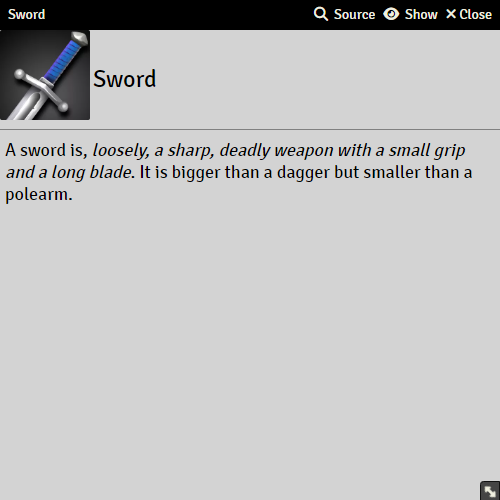 Sword Source Show Close
Sword
A sword is, loosely, a sharp, deadly weapon with a small grip
and a long blade. It is bigger than a dagger but smaller than a
polearm.